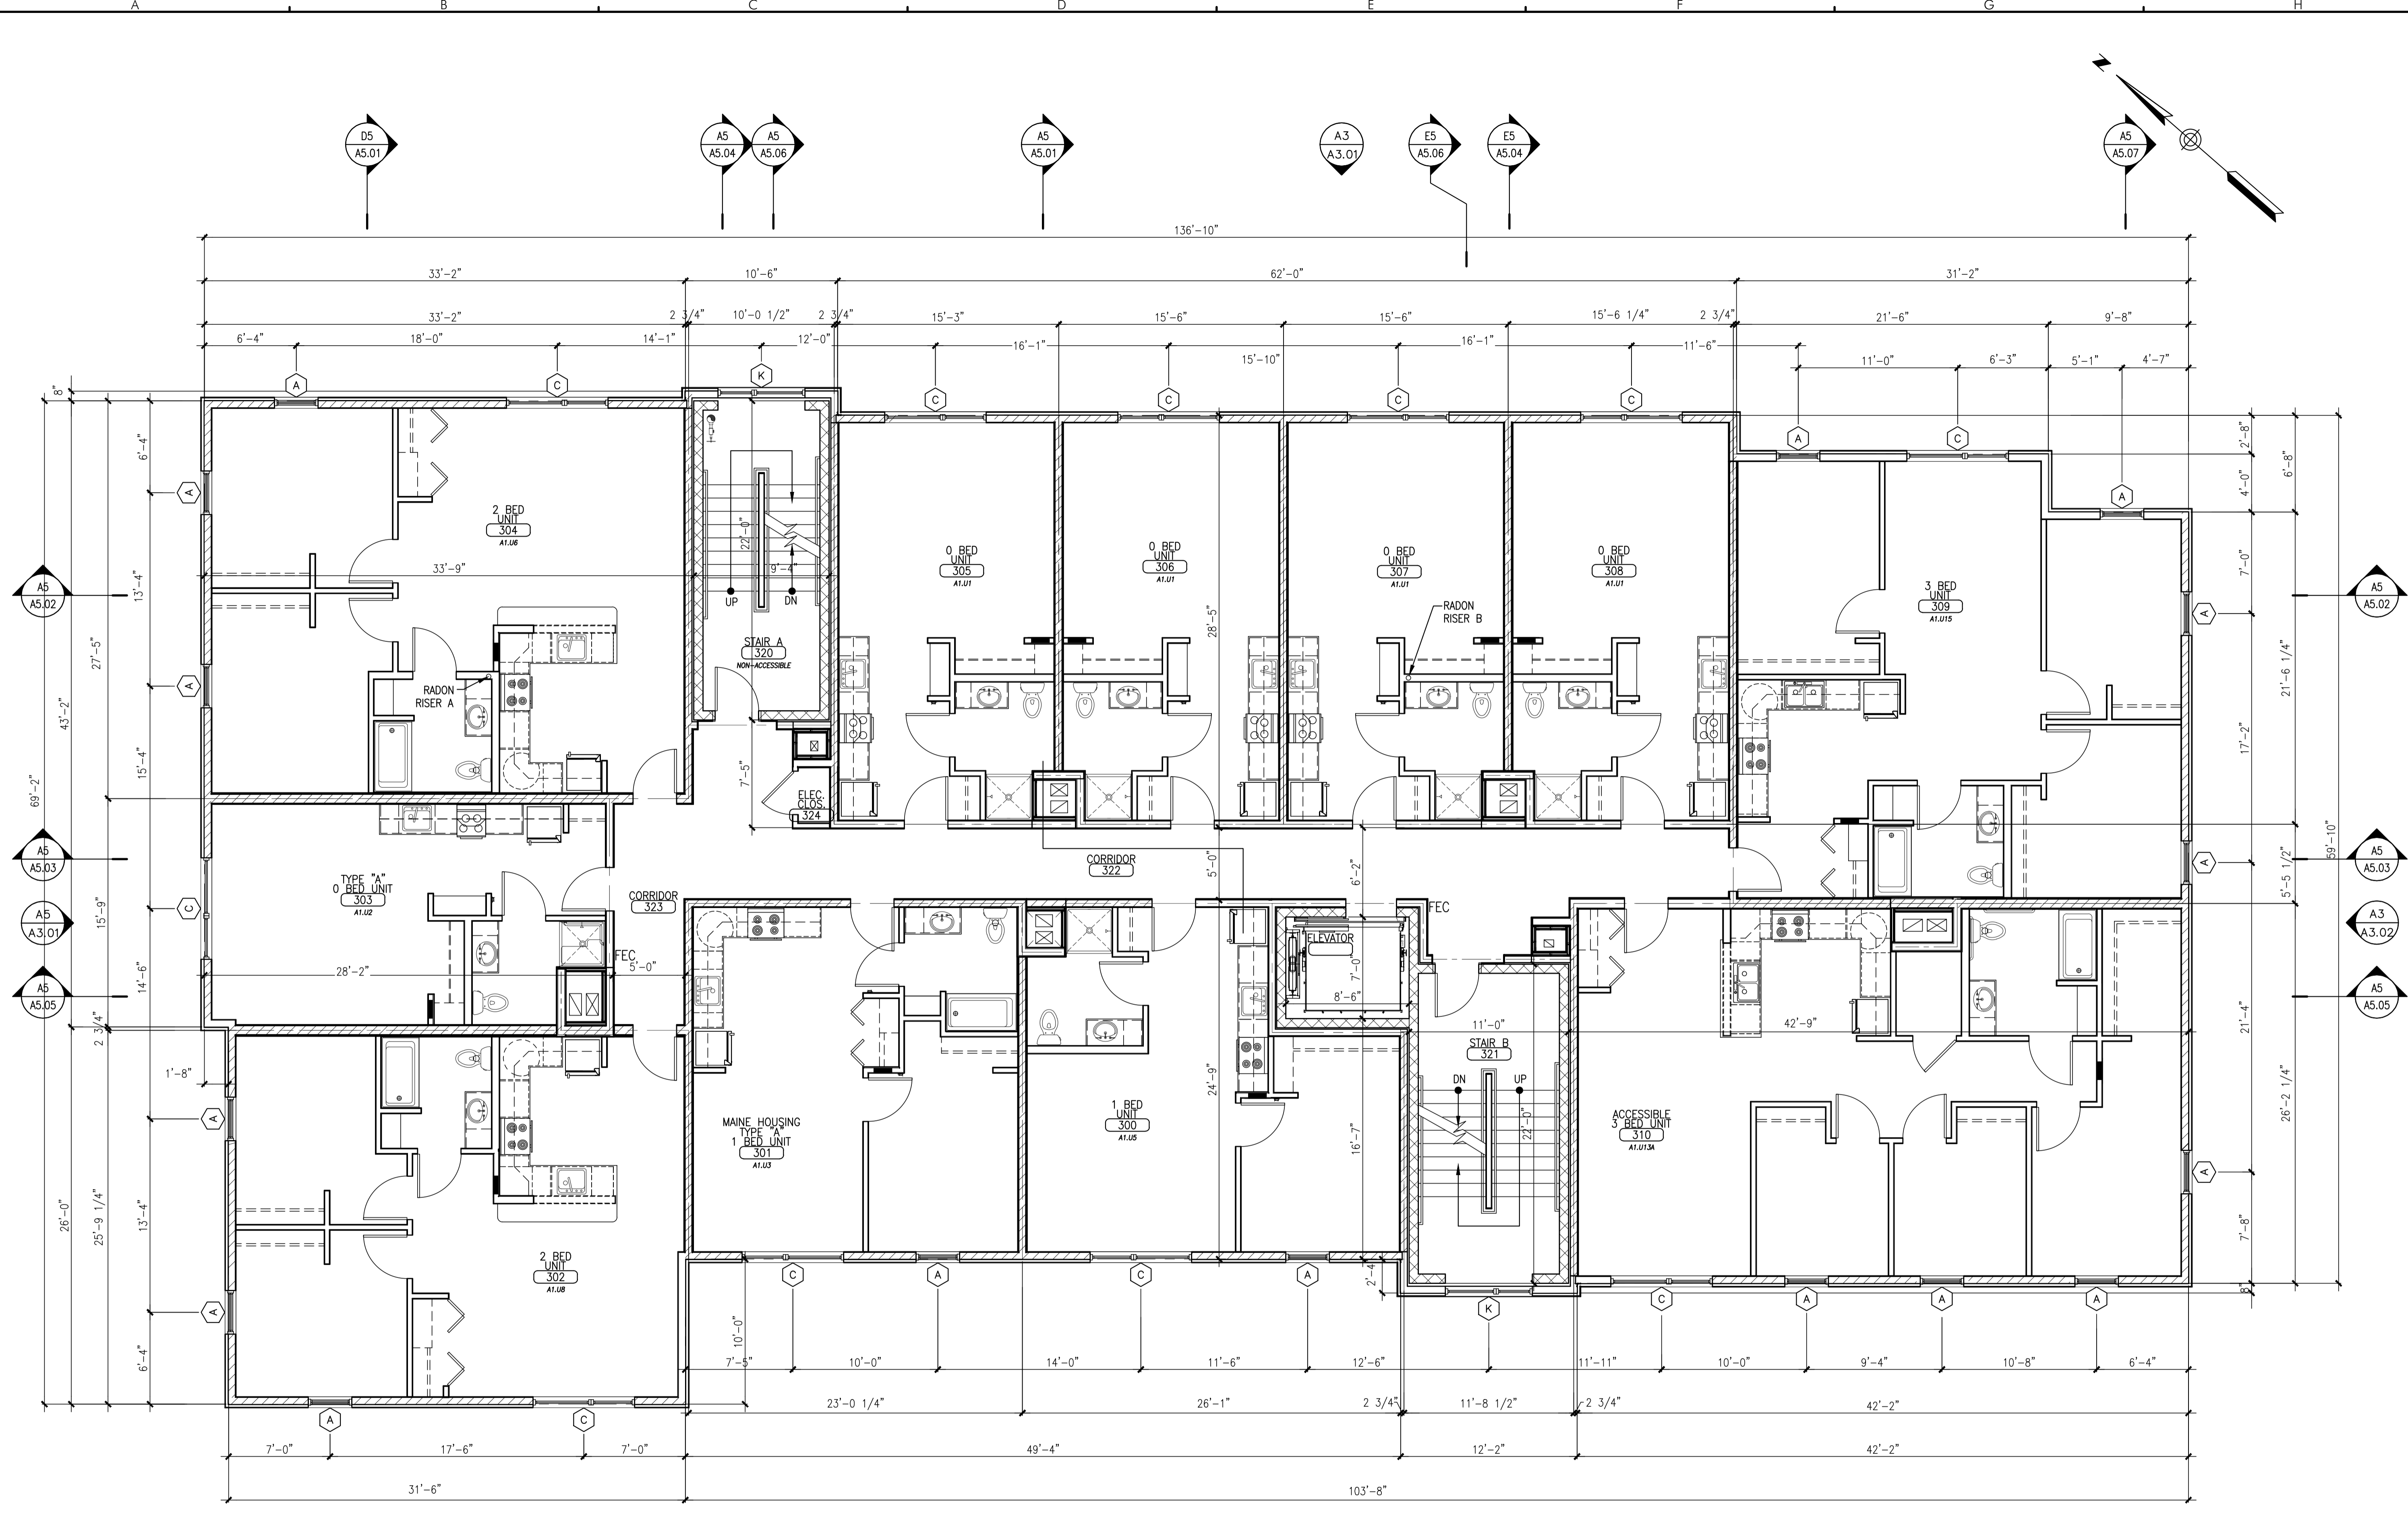 A B C D E F G H
N
D5
A5.01
A5
A5.04
A5
A5.06
A5
A5.01
A3
A3.01
E5
A5.06
E5
A5.04
A5
A5.07
136'-10"
33'-2" 10'-6" 62'-0" 31'-2"
33'-2" 2 3/4" 10'-0 1/2" 2 3/4" 15'-3" 15'-6" 15'-6" 15'-6 1/4" 2 3/4" 21'-6" 9'-8"
6'-4" 18'-0" 14'-1" 12'-0" 16'-1" 15'-10" 16'-1" 11'-6" 11'-0" 6'-3" 5'-1" 4'-7"
A C K C C C C A C A
8"
6'-4"
13'-4"
27'-5"
43'-2"
69'-2"
15'-4"
15'-9"
14'-6"
2 3/4"
1'-8"
26'-0"
25'-9 1/4"
13'-4"
6'-4"
A
A
C
A
A
A5
A5.02
A5
A5.03
A5
A3.01
A5
A5.05
2 BED
UNIT
304
A1.U6
33'-9"
RADON
RISER A
22'-0"
9'-4"
UP DN
STAIR A
320
NON-ACCESSIBLE
7'-5"
ELEC.
CLOS.
324
0 BED
UNIT
305
A1.U1
0 BED
UNIT
306
A1.U1
28'-5"
0 BED
UNIT
307
A1.U1
RADON
RISER B
0 BED
UNIT
308
A1.U1
3 BED
UNIT
309
A1.U15
TYPE "A"
0 BED UNIT
303
A1.U2
28'-2"
CORRIDOR
323
FEC
5'-0"
CORRIDOR
322
5'-0"
6'-2"
FEC
ELEVATOR
7'-0"
8'-6"
11'-0"
STAIR B
321
DN UP
22'-0"
42'-9"
MAINE HOUSING
TYPE "A"
1 BED UNIT
301
A1.U3
1 BED
UNIT
300
A1.U5
24'-9"
16'-7"
ACCESSIBLE
3 BED UNIT
310
A1.U13A
2 BED
UNIT
302
A1.U8
2'-8"
4'-0"
6'-8"
7'-0"
21'-6 1/4"
17'-2"
59'-10"
5'-5 1/2"
21'-4"
26'-2 1/4"
7'-8"
8"
A
A
A
A5
A5.02
A5
A5.03
A3
A3.02
A5
A5.05
C A C A K C A A A
2'-4"
10'-0"
7'-5" 10'-0" 14'-0" 11'-6" 12'-6" 11'-11" 10'-0" 9'-4" 10'-8" 6'-4"
23'-0 1/4" 26'-1" 2 3/4" 11'-8 1/2" 2 3/4" 42'-2"
A C
7'-0" 17'-6" 7'-0" 49'-4" 12'-2" 42'-2"
31'-6" 103'-8"